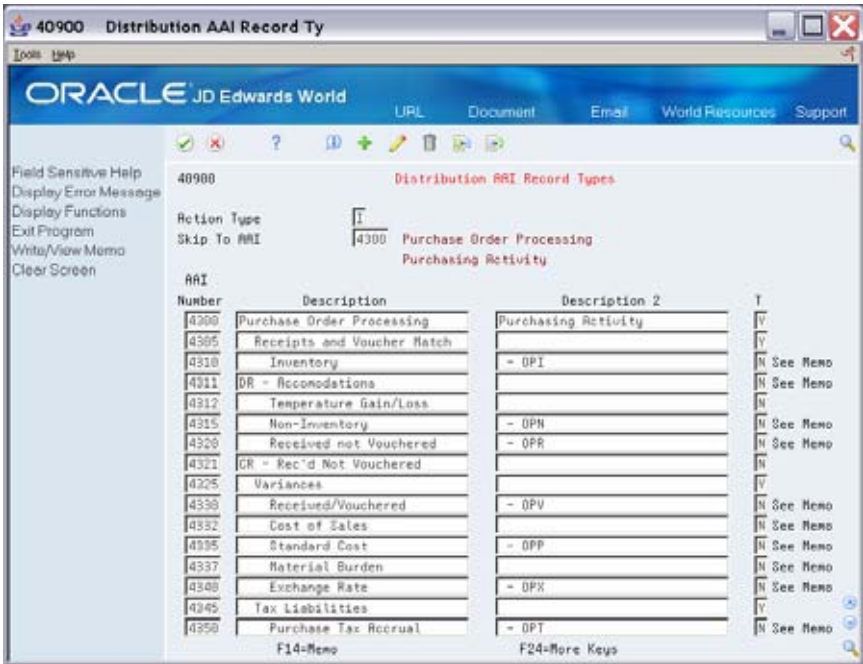 40900 Distribution AAI Record Ty
Tools Help
ORACLE JD Edwards World
URL Document Email World Resources Support
Field Sensitive Help
Display Error Message
Display Functions
Exit Program
Write/View Memo
Clear Screen
40900 Distribution AAI Record Types
Action Type I
Skip To AAI 4300 Purchase Order Processing
Purchasing Activity
AAI
Number Description Description 2 T
4300 Purchase Order Processing Purchasing Activity Y
4305 Receipts and Voucher Match Y
4310 Inventory - OPI N See Memo
4311 DR - Accomodations N See Memo
4312 Temperature Gain/Loss N
4315 Non-Inventory - OPN N See Memo
4320 Received not Vouchered - OPR N See Memo
4321 CR - Rec'd Not Vouchered N
4325 Variances Y
4330 Received/Vouchered - OPV N See Memo
4332 Cost of Sales N See Memo
4335 Standard Cost - OPP N See Memo
4337 Material Burden N See Memo
4340 Exchange Rate - OPX N See Memo
4345 Tax Liabilities Y
4350 Purchase Tax Accrual - OPT N See Memo
F14=Memo F24=More Keys